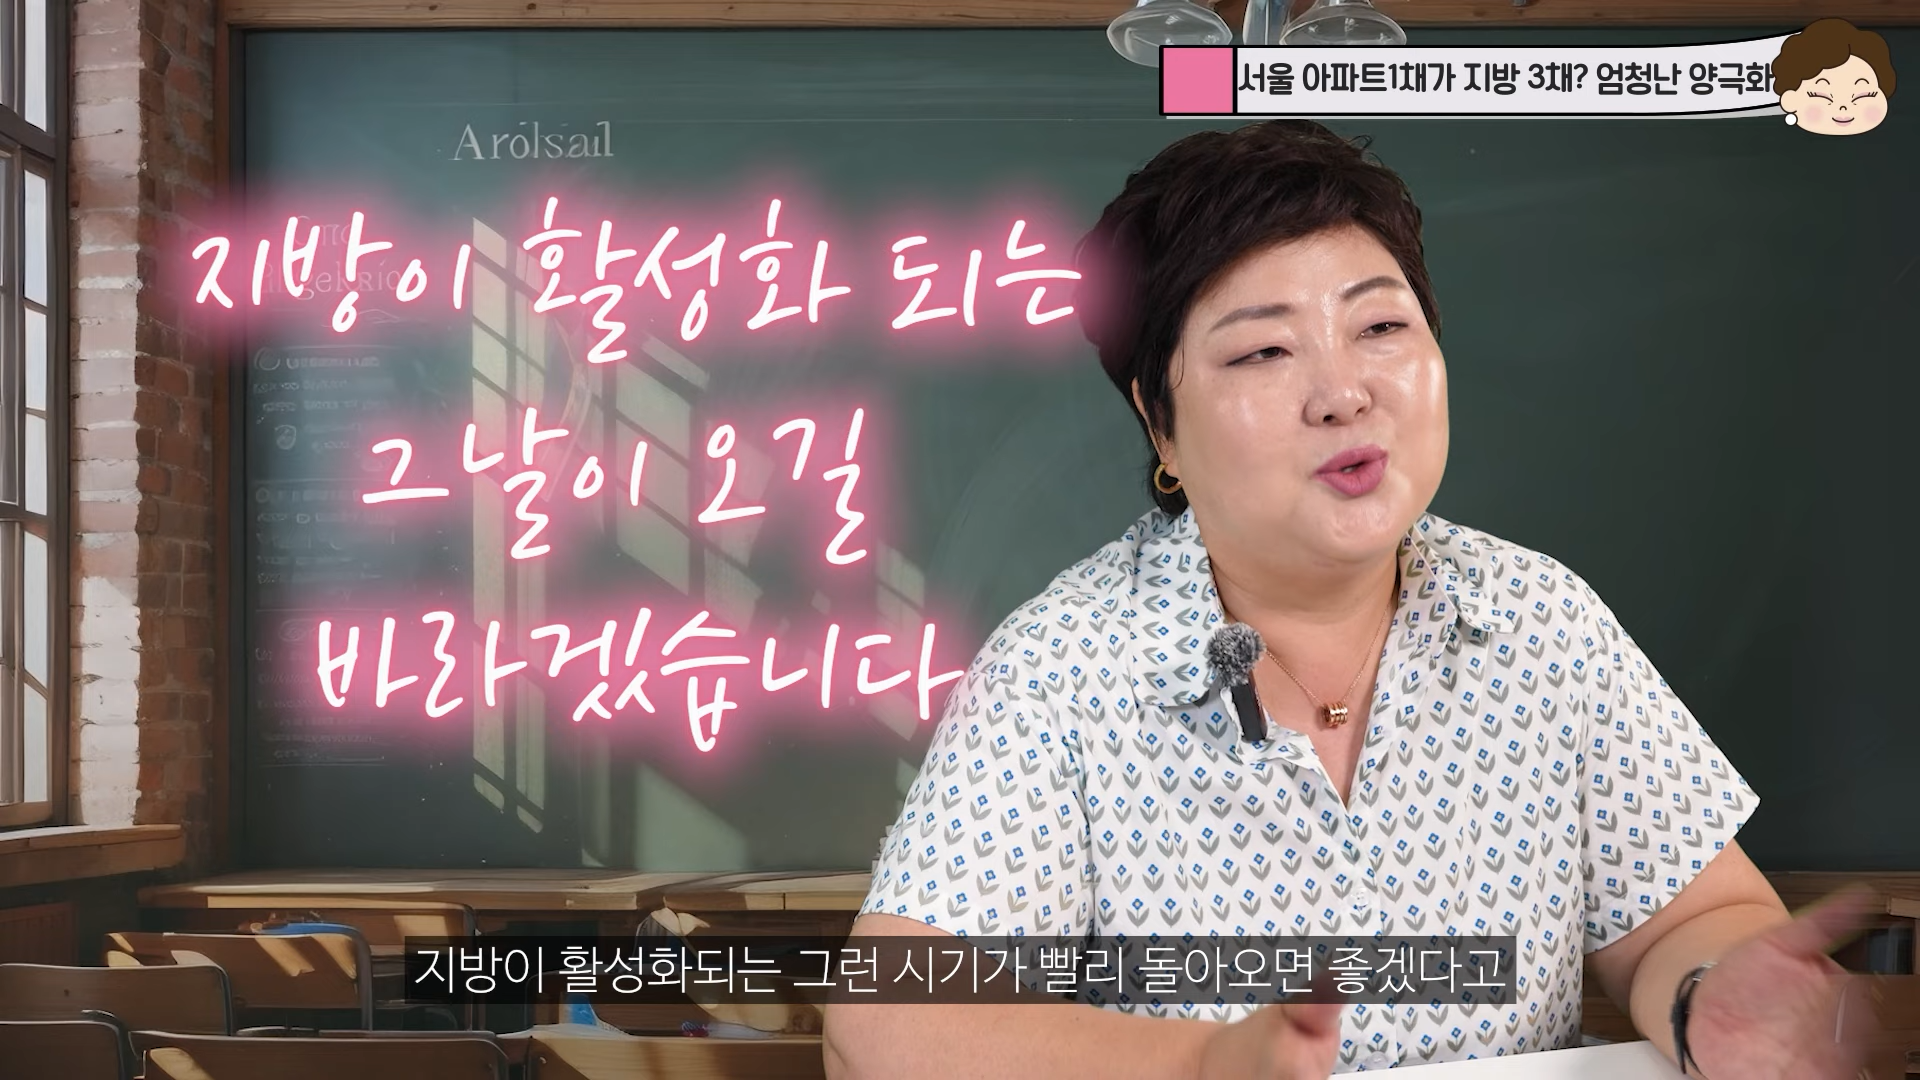 서울 아파트1채가 지방 3채? 엄청난 양극화
Arolsail
지방이 활성화 되는
그날이 오길
바라겠습니다
지방이 활성화되는 그런 시기가 빨리 돌아오면 좋겠다고